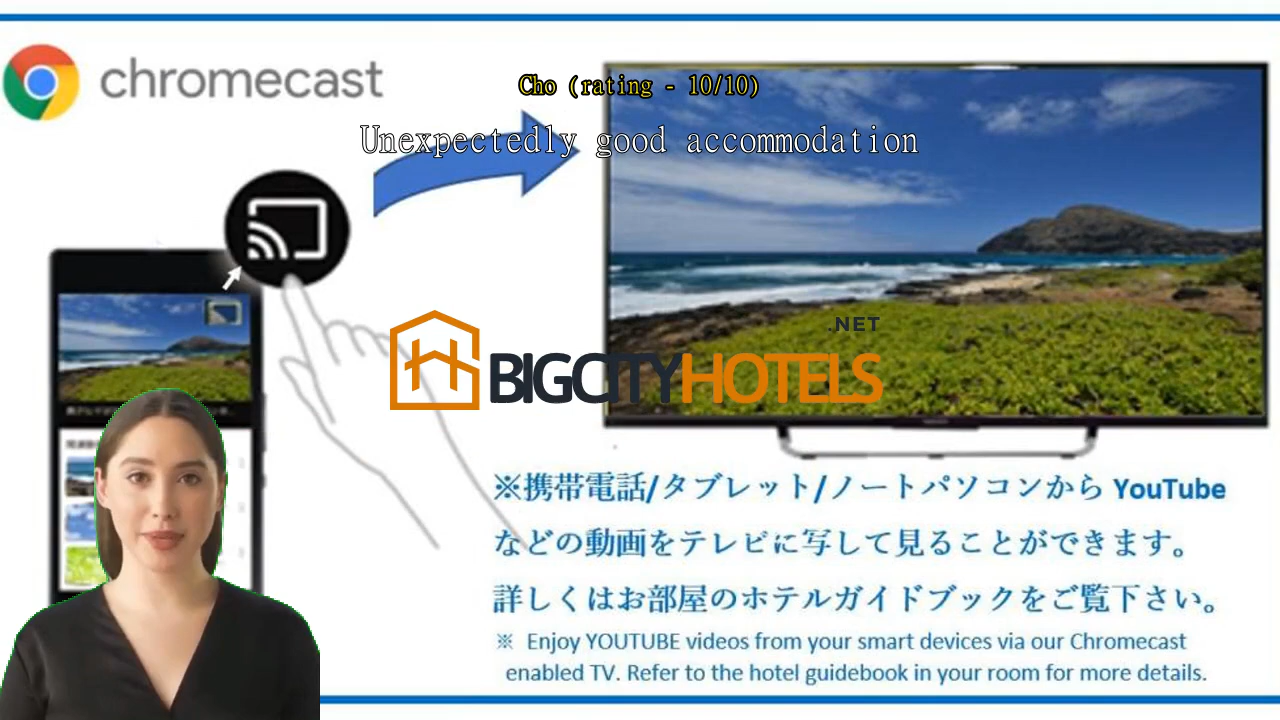 chromecast
Cho (rating - 10/10)
Unexpectedly good accommodation
.NET
BIGCITYHOTELS
※携帯電話/タブレット/ノートパソコンから YouTube
などの動画をテレビに写して見ることができます。
詳しくはお部屋のホテルガイドブックをご覧下さい。
※ Enjoy YOUTUBE videos from your smart devices via our Chromecast
enabled TV. Refer to the hotel guidebook in your room for more details.